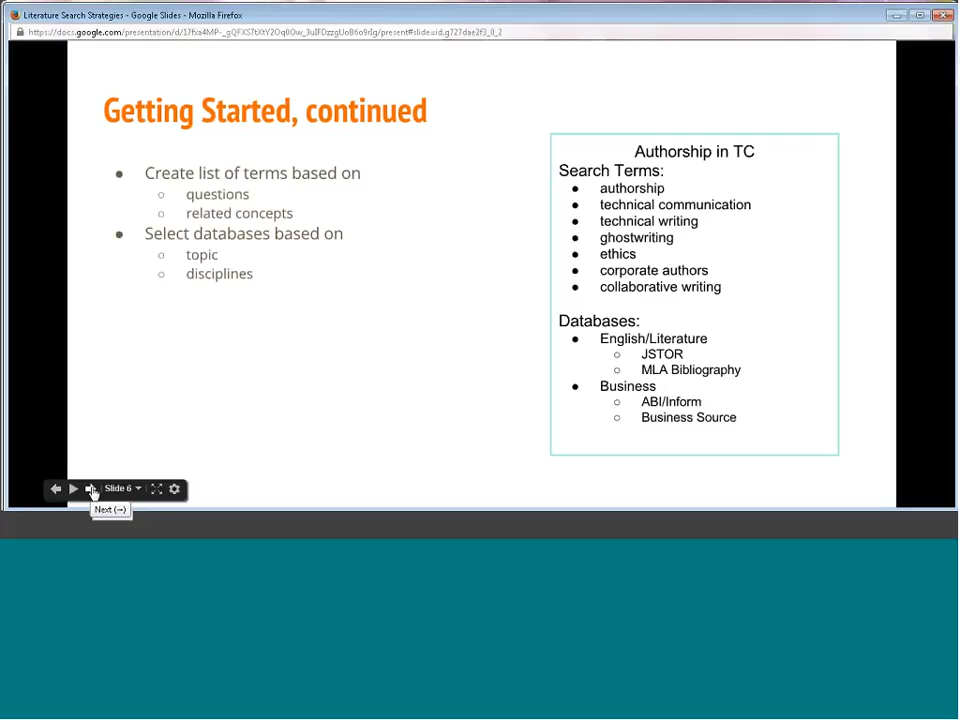 Literature Search Strategies - Google Slides - Mozilla Firefox
Getting Started, continued
● Create list of terms based on
○ questions
○ related concepts
● Select databases based on
○ topic
○ disciplines
Authorship in TC
Search Terms:
● authorship
● technical communication
● technical writing
● ghostwriting
● ethics
● corporate authors
● collaborative writing
Databases:
● English/Literature
○ JSTOR
○ MLA Bibliography
● Business
○ ABI/Inform
○ Business Source
Slide 6
Next (→)